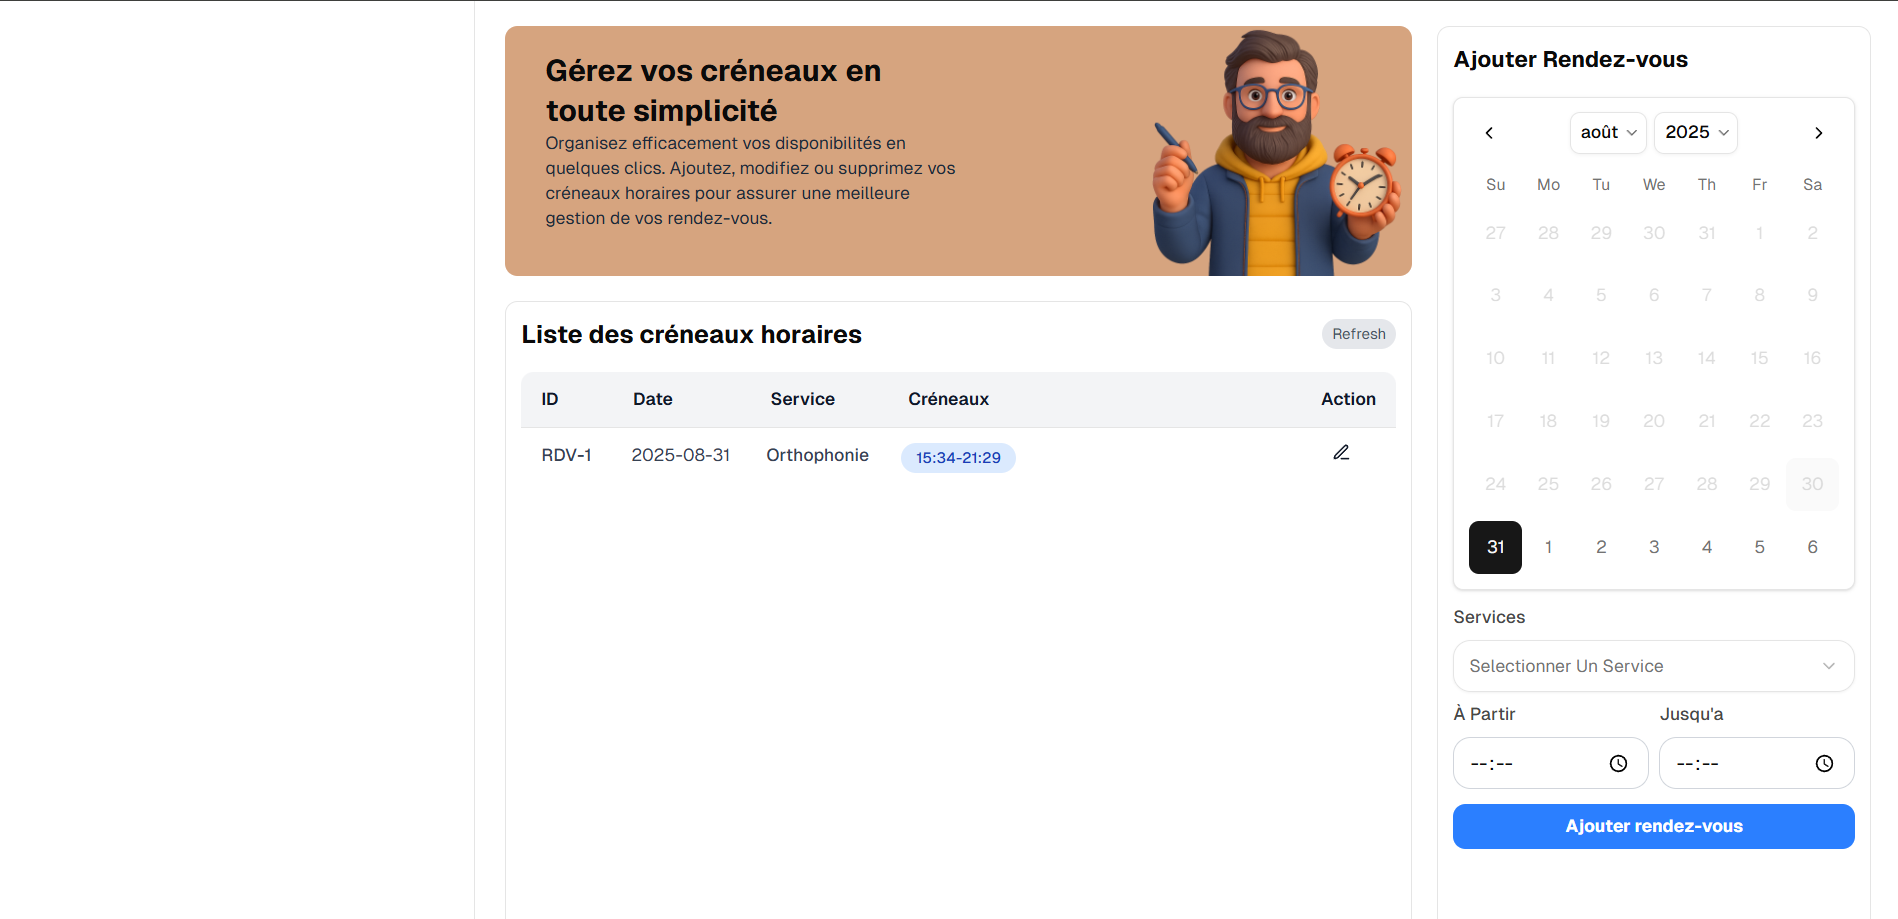 Gérez vos créneaux en
toute simplicité
Organisez efficacement vos disponibilités en
quelques clics. Ajoutez, modifiez ou supprimez vos
créneaux horaires pour assurer une meilleure
gestion de vos rendez-vous.
Liste des créneaux horaires
Refresh
ID Date Service Créneaux Action
RDV-1 2025-08-31 Orthophonie 15:34-21:29
Ajouter Rendez-vous
août 2025
Su Mo Tu We Th Fr Sa
27 28 29 30 31 1 2
3 4 5 6 7 8 9
10 11 12 13 14 15 16
17 18 19 20 21 22 23
24 25 26 27 28 29 30
31 1 2 3 4 5 6
Services
Selectionner Un Service
À Partir Jusqu'a
--:-- --:--
Ajouter rendez-vous